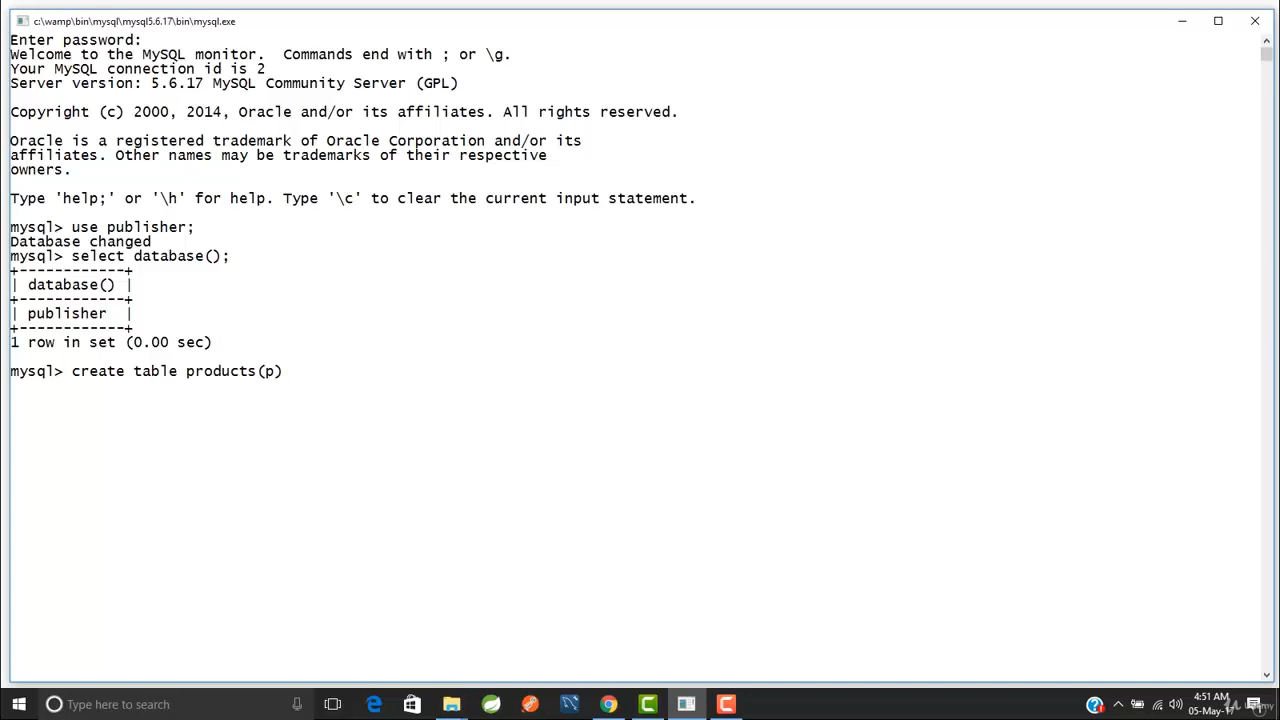 c:\wamp\bin\mysql\mysql5.6.17\bin\mysql.exe
Enter password:
Welcome to the MySQL monitor.  Commands end with ; or \g.
Your MySQL connection id is 2
Server version: 5.6.17 MySQL Community Server (GPL)
Copyright (c) 2000, 2014, Oracle and/or its affiliates. All rights reserved.
Oracle is a registered trademark of Oracle Corporation and/or its
affiliates. Other names may be trademarks of their respective
owners.
Type 'help;' or '\h' for help. Type '\c' to clear the current input statement.
mysql> use publisher;
Database changed
mysql> select database();
+------------+
| database() |
+------------+
| publisher  |
+------------+
1 row in set (0.00 sec)
mysql> create table products(p)
Type here to search
4:51 AM
05-May-17